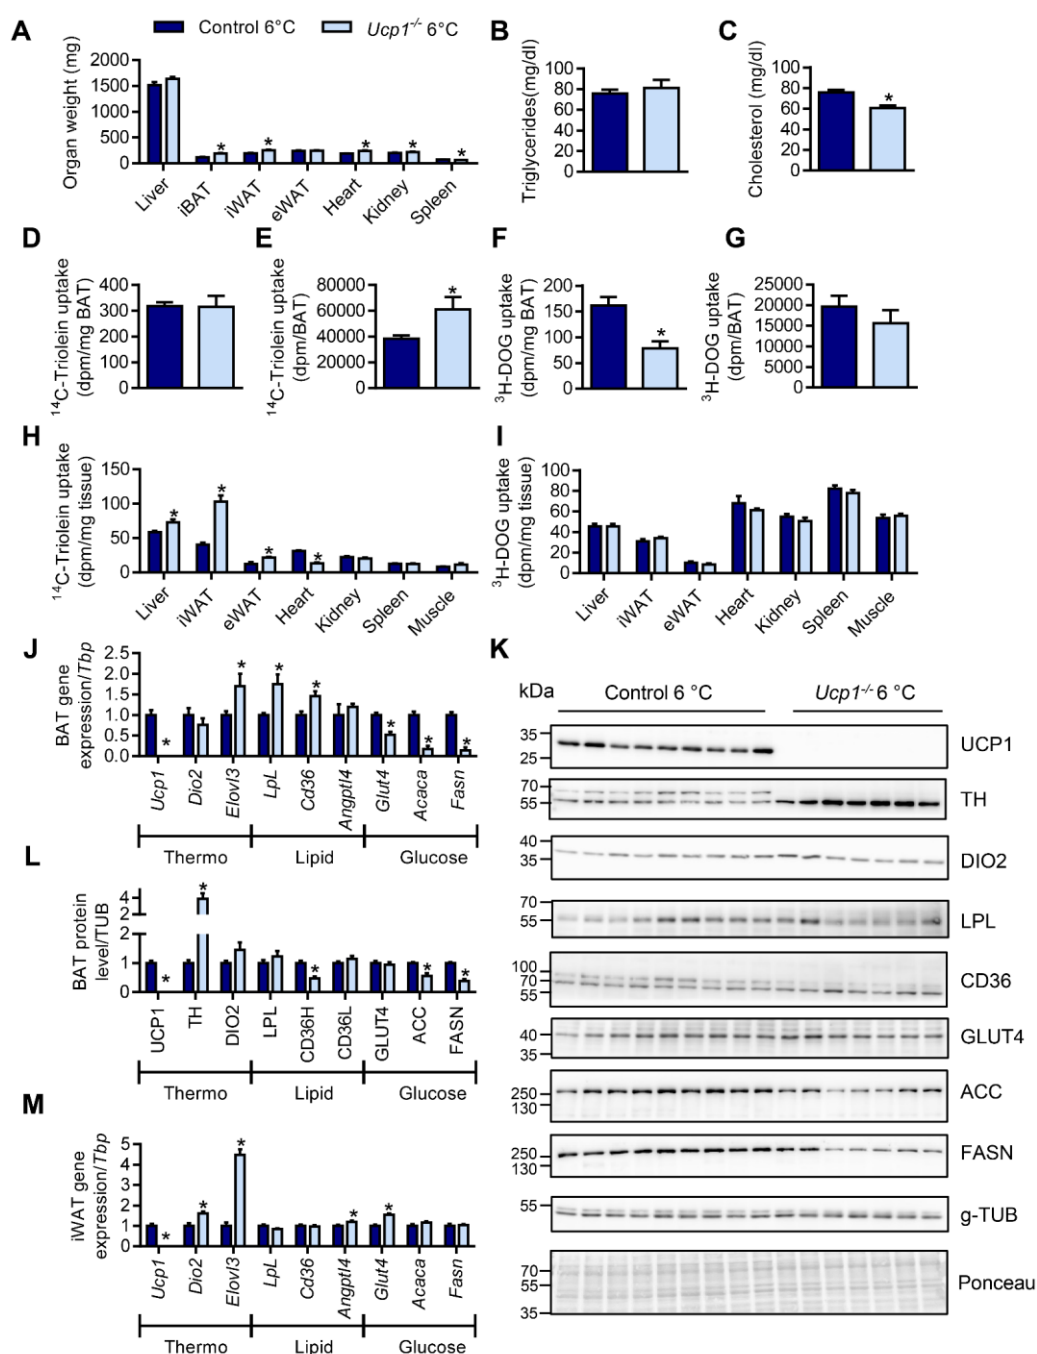 A
Control 6°C
Ucp1-/- 6°C
Organ weight (mg)
2000
1500
1000
500
0
Liver
iBAT
iWAT
eWAT
Heart
Kidney
Spleen
* * * * *
B
Triglycerides(mg/dl)
100
80
60
40
20
0
C
Cholesterol (mg/dl)
100
80
60
40
20
0
*
D
14C-Triolein uptake
(dpm/mg BAT)
400
300
200
100
0
E
14C-Triolein uptake
(dpm/BAT)
80000
60000
40000
20000
0
*
F
3H-DOG uptake
(dpm/mg BAT)
200
150
100
50
0
*
G
3H-DOG uptake
(dpm/BAT)
25000
20000
15000
10000
5000
0
H
14C-Triolein uptake
(dpm/mg tissue)
150
100
50
0
* * * *
Liver
iWAT
eWAT
Heart
Kidney
Spleen
Muscle
I
3H-DOG uptake
(dpm/mg tissue)
100
80
60
40
20
0
Liver
iWAT
eWAT
Heart
Kidney
Spleen
Muscle
J
BAT gene
expression/Tbp
2.5
2.0
1.5
1.0
0.5
0.0
* * * * * * *
Ucp1
Dio2
Elovl3
LpL
Cd36
Angptl4
Glut4
Acaca
Fasn
Thermo
Lipid
Glucose
K
kDa
Control 6 °C
Ucp1-/- 6 °C
35
25
UCP1
70
55
TH
40
35
DIO2
70
55
LPL
100
70
55
CD36
40
35
GLUT4
250
130
ACC
250
130
FASN
55
g-TUB
70
55
35
Ponceau
L
BAT protein
level/TUB
4
2
2
1
0
* * * * *
UCP1
TH
DIO2
LPL
CD36H
CD36L
GLUT4
ACC
FASN
Thermo
Lipid
Glucose
M
iWAT gene
expression/Tbp
5
4
3
2
1
0
* * * * *
Ucp1
Dio2
Elovl3
LpL
Cd36
Angptl4
Glut4
Acaca
Fasn
Thermo
Lipid
Glucose